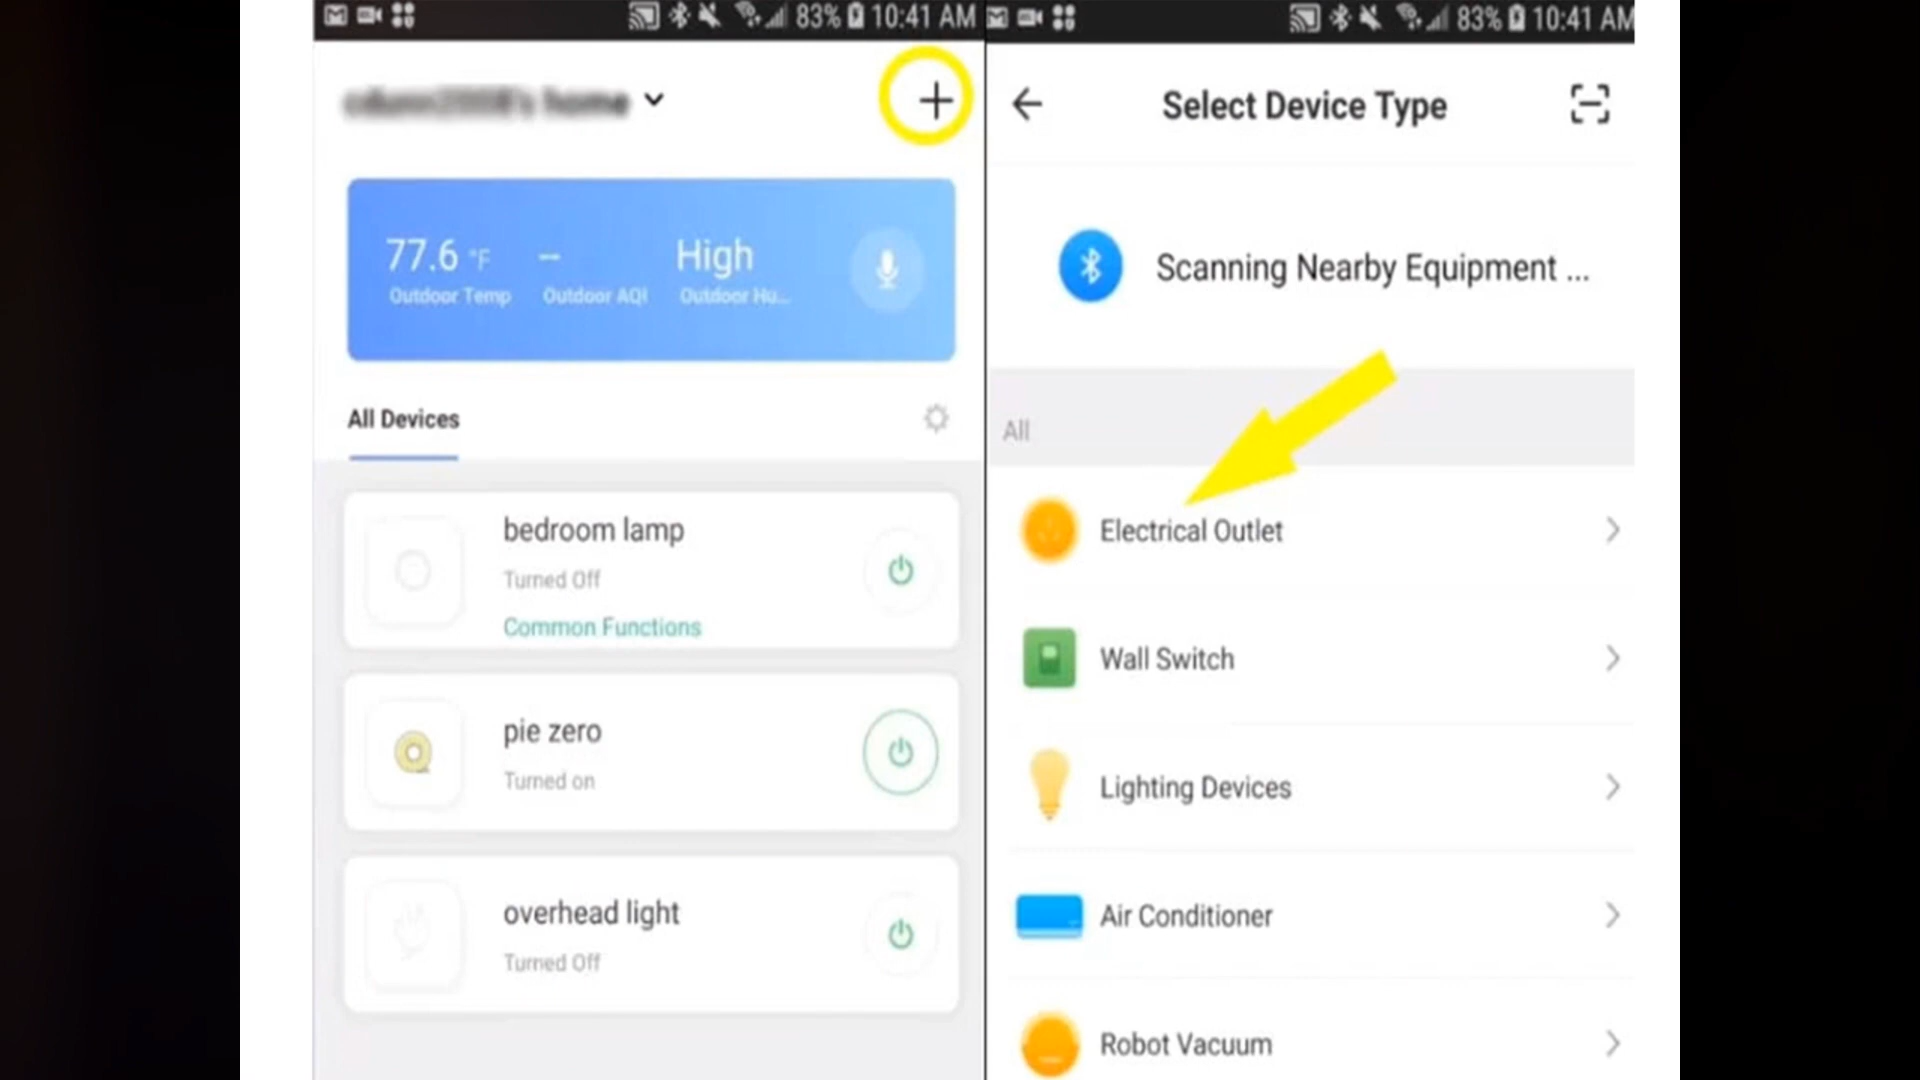 83% 10:41 AM
home
77.6 °F -- High
Outdoor Temp Outdoor AQI Outdoor Hu...
All Devices
bedroom lamp
Turned Off
Common Functions
pie zero
Turned on
overhead light
Turned Off
83% 10:41 AM
Select Device Type
Scanning Nearby Equipment ...
All
Electrical Outlet
Wall Switch
Lighting Devices
Air Conditioner
Robot Vacuum